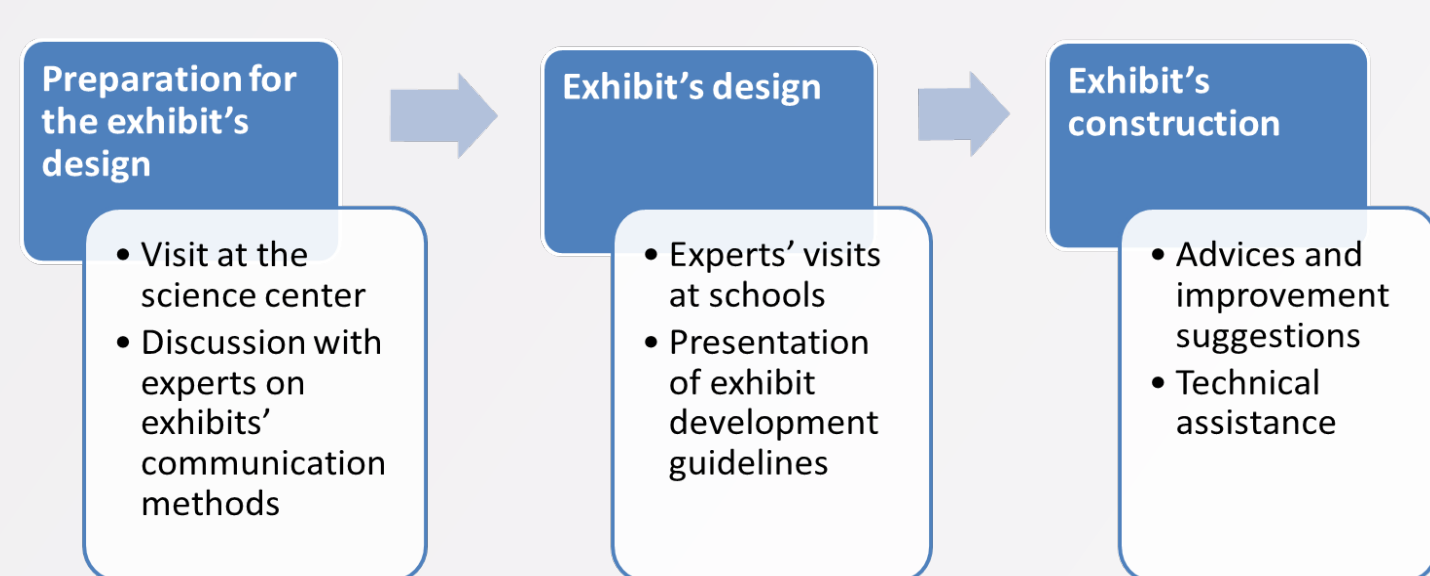 Preparation for
the exhibit’s
design
• Visit at the
science center
• Discussion with
experts on
exhibits’
communication
methods
Exhibit’s design
• Experts’ visits
at schools
• Presentation
of exhibit
development
guidelines
Exhibit’s
construction
• Advices and
improvement
suggestions
• Technical
assistance